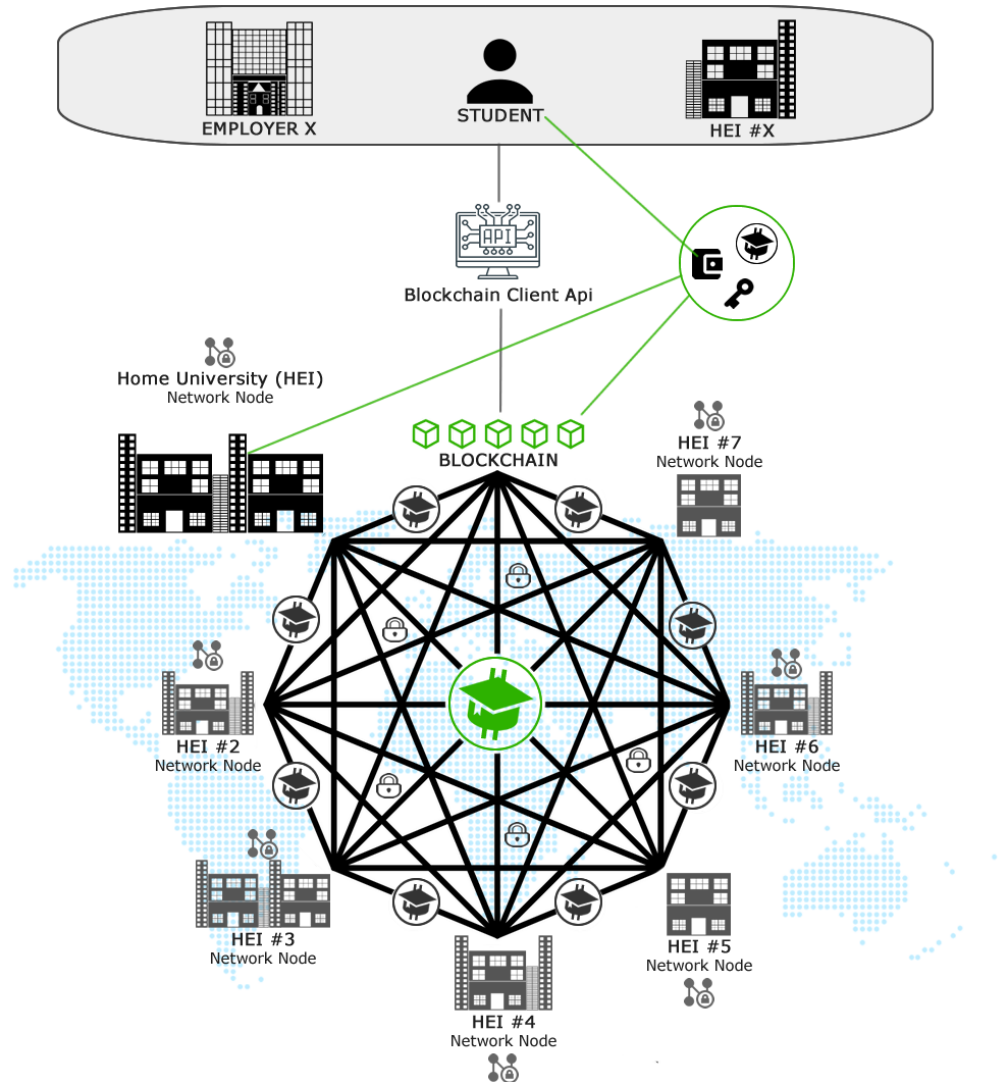 EMPLOYER X
STUDENT
HEI #X
API
Blockchain Client Api
Home University (HEI)
Network Node
BLOCKCHAIN
HEI #7
Network Node
HEI #2
Network Node
HEI #6
Network Node
HEI #3
Network Node
HEI #5
Network Node
HEI #4
Network Node